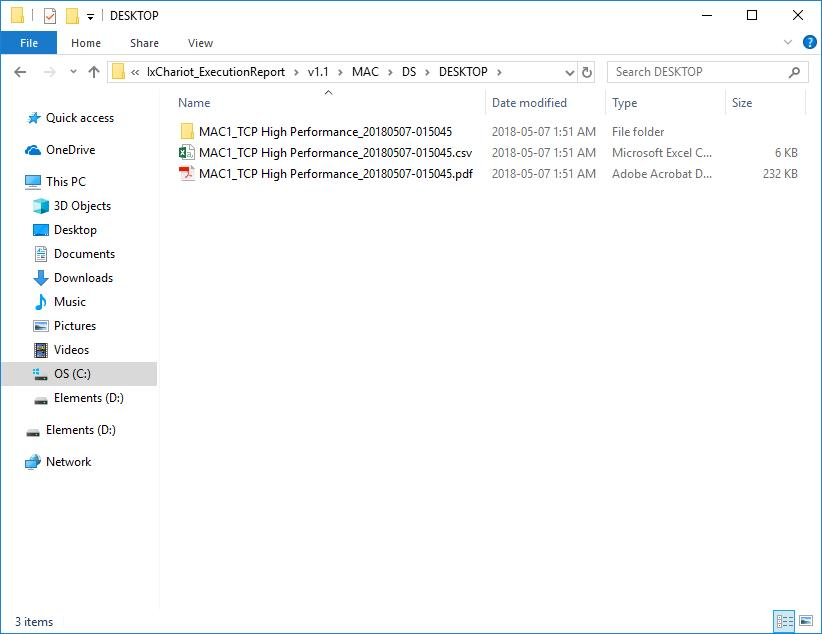 DESKTOP
File Home Share View ?
« IxChariot_ExecutionReport > v1.1 > MAC > DS > DESKTOP > Search DESKTOP
Name Date modified Type Size
MAC1_TCP High Performance_20180507-015045 2018-05-07 1:51 AM File folder
MAC1_TCP High Performance_20180507-015045.csv 2018-05-07 1:51 AM Microsoft Excel C... 6 KB
MAC1_TCP High Performance_20180507-015045.pdf 2018-05-07 1:51 AM Adobe Acrobat D... 232 KB
Quick access
OneDrive
This PC
3D Objects
Desktop
Documents
Downloads
Music
Pictures
Videos
OS (C:)
Elements (D:)
Elements (D:)
Network
3 items